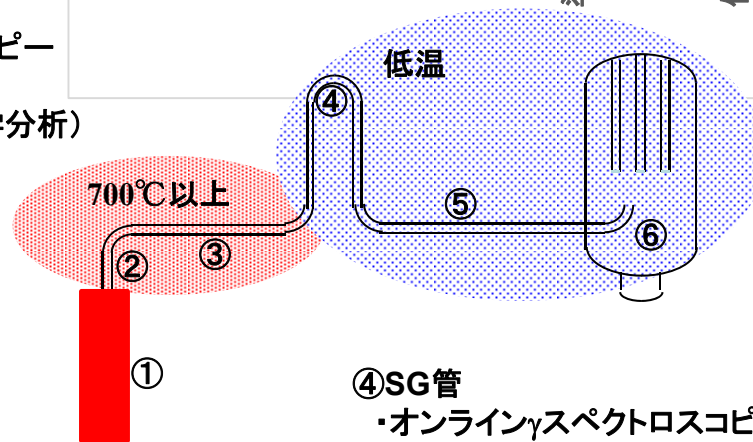 ピー
分析）
低温
④
700℃以上
⑤
⑥
③
②
①
④SG管
・オンラインγスペクトロスコピ